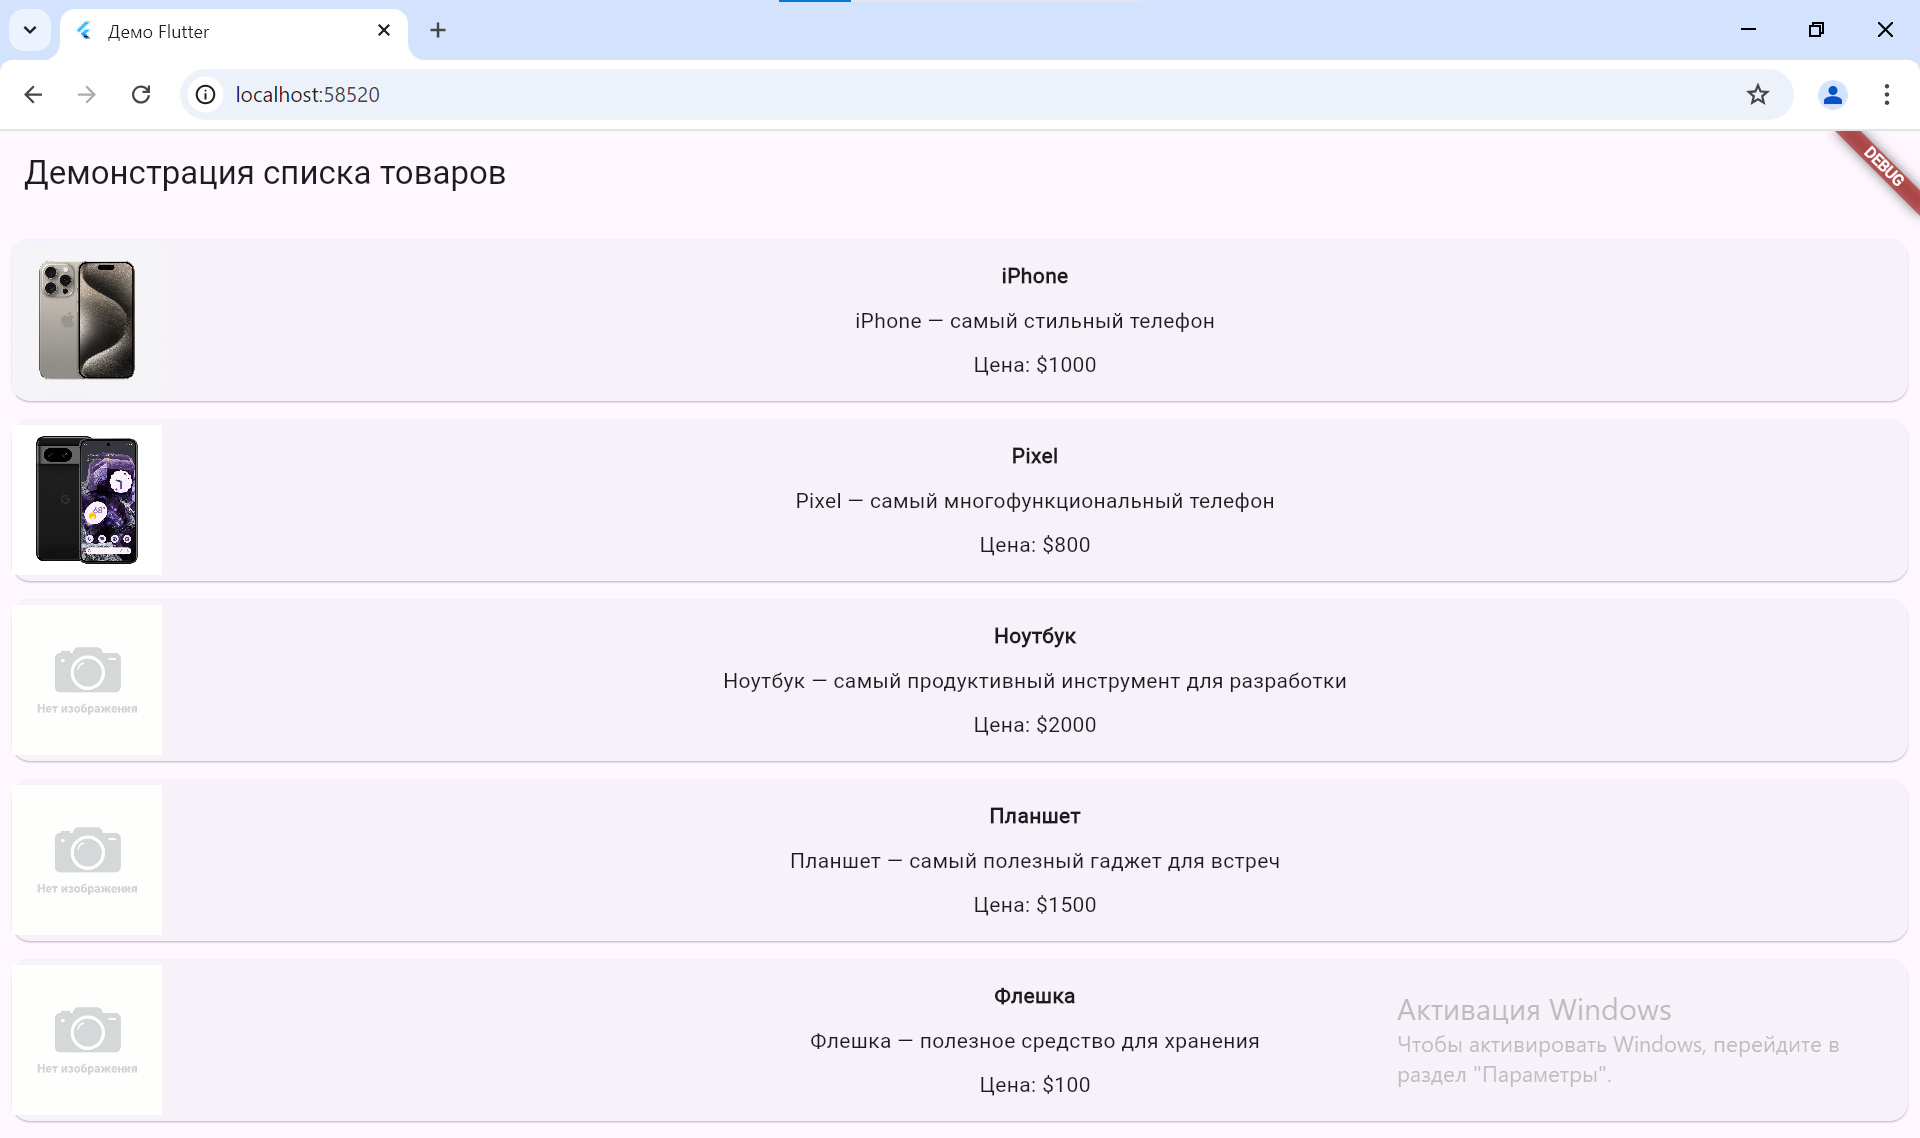 Демо Flutter
localhost:58520
Демонстрация списка товаров
DEBUG
iPhone
iPhone — самый стильный телефон
Цена: $1000
Pixel
Pixel — самый многофункциональный телефон
Цена: $800
Нет изображения
Ноутбук
Ноутбук — самый продуктивный инструмент для разработки
Цена: $2000
Нет изображения
Планшет
Планшет — самый полезный гаджет для встреч
Цена: $1500
Нет изображения
Флешка
Флешка — полезное средство для хранения
Цена: $100
Активация Windows
Чтобы активировать Windows, перейдите в
раздел "Параметры".